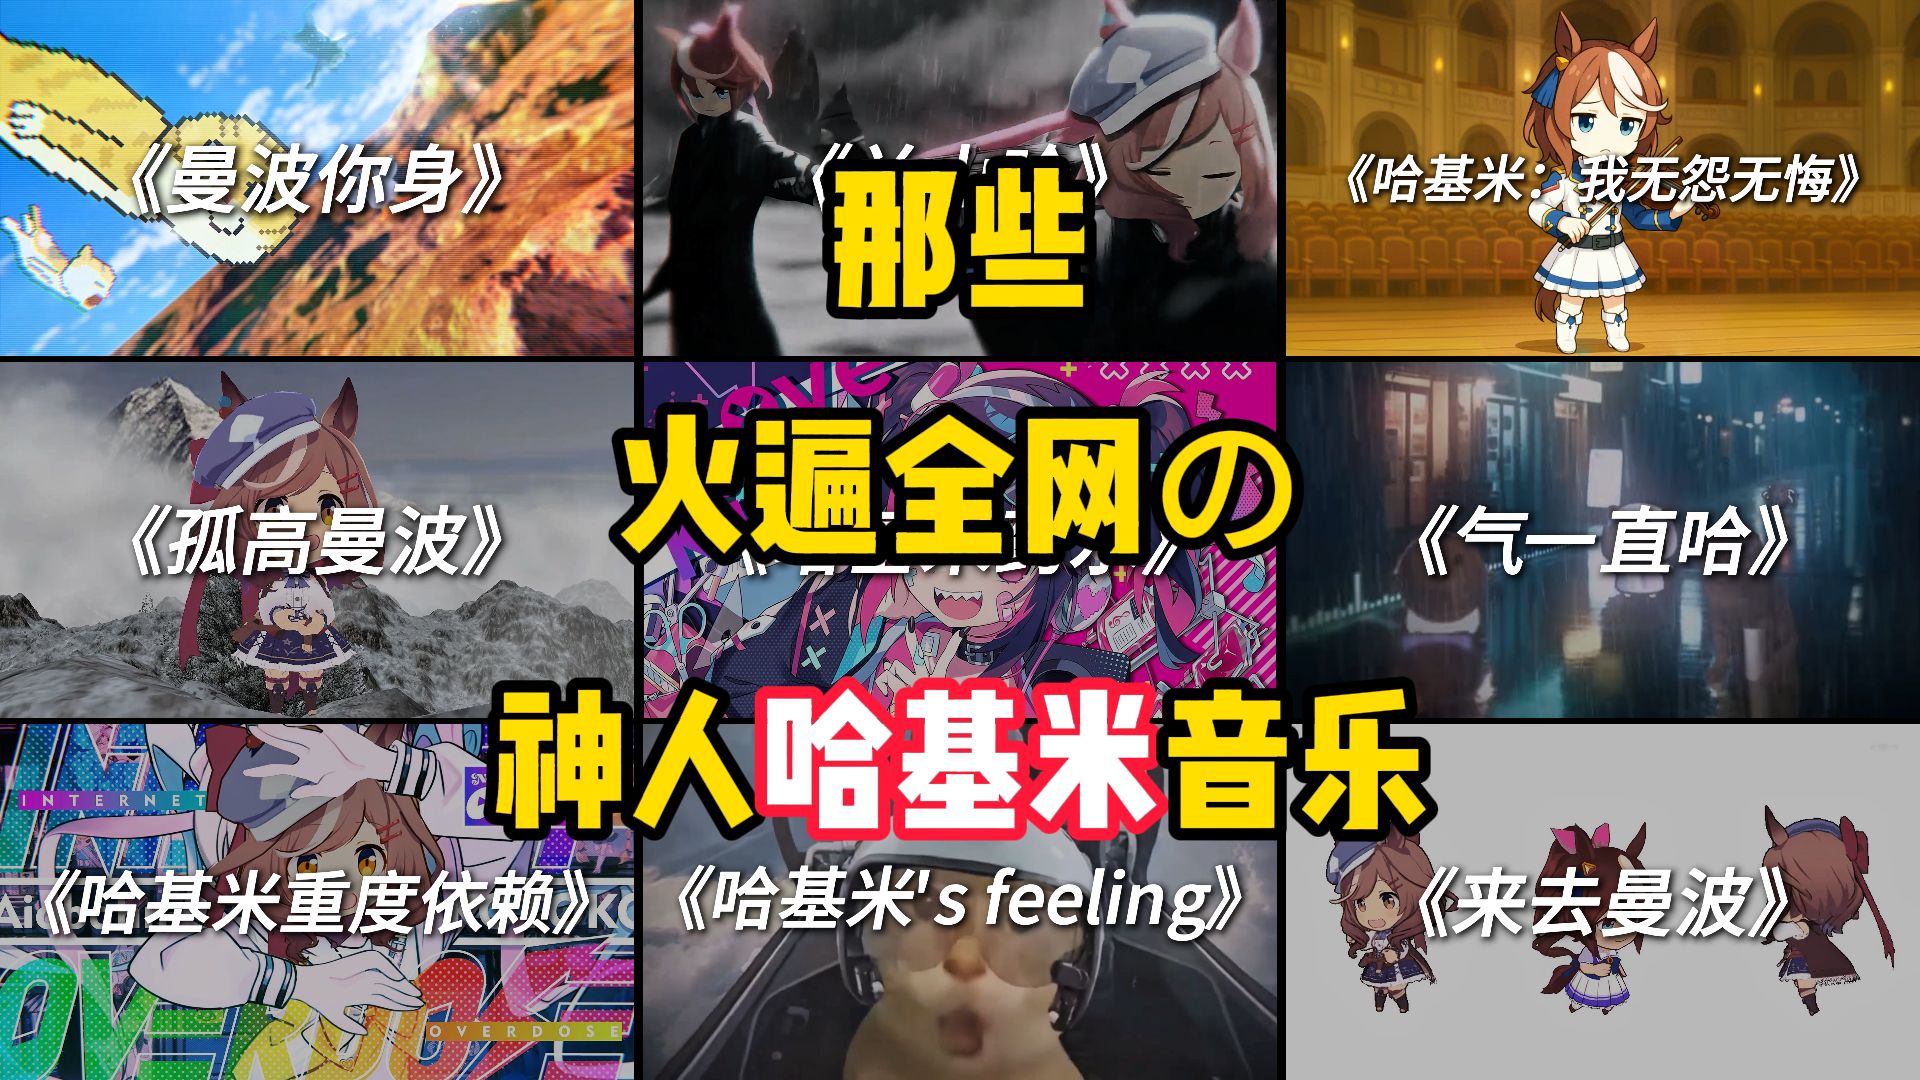 《曼波你身》
那些
《哈基米：我无怨无悔》
《孤高曼波》
火遍全网の
《气一直哈》
神人哈基米音乐
INTERNET
《哈基米重度依赖》
《哈基米's feeling》
《来去曼波》
OVERDOSE
OVERDOSE